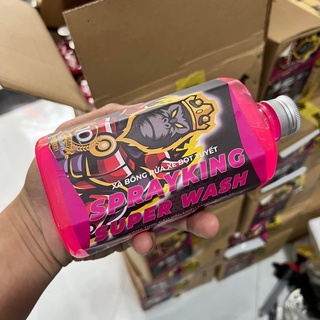 XÀ BÔNG RỬA XE BỌT TUYẾT
SPRAYKING
SUPER WASH